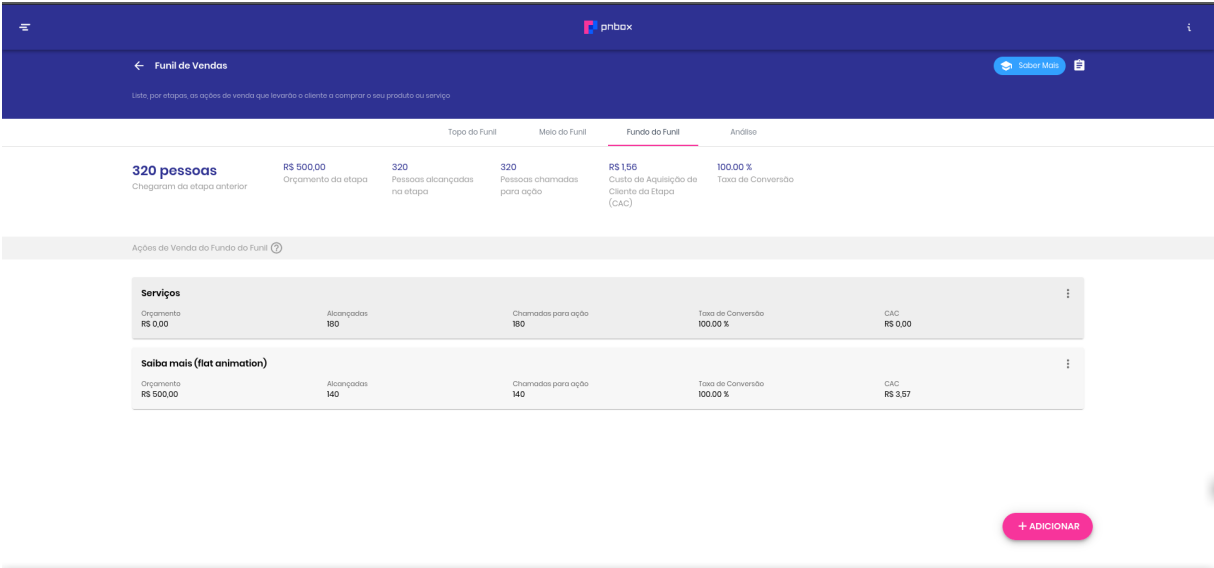 pnbox
i
Funil de Vendas
Saber Mais
Liste, por etapas, as ações de venda que levarão o cliente a comprar o seu produto ou serviço
Topo do Funil Meio do Funil Fundo do Funil Análise
320 pessoas
Chegaram da etapa anterior
R$ 500,00
Orçamento da etapa
320
Pessoas alcançadas
na etapa
320
Pessoas chamadas
para ação
R$ 1,56
Custo de Aquisição de
Cliente da Etapa
(CAC)
100.00 %
Taxa de Conversão
Ações de Venda do Fundo do Funil ?
Serviços
Orçamento Alcançadas Chamadas para ação Taxa de Conversão CAC
R$ 0,00 180 180 100.00 % R$ 0,00
Saiba mais (flat animation)
Orçamento Alcançadas Chamadas para ação Taxa de Conversão CAC
R$ 500,00 140 140 100.00 % R$ 3,57
+ ADICIONAR